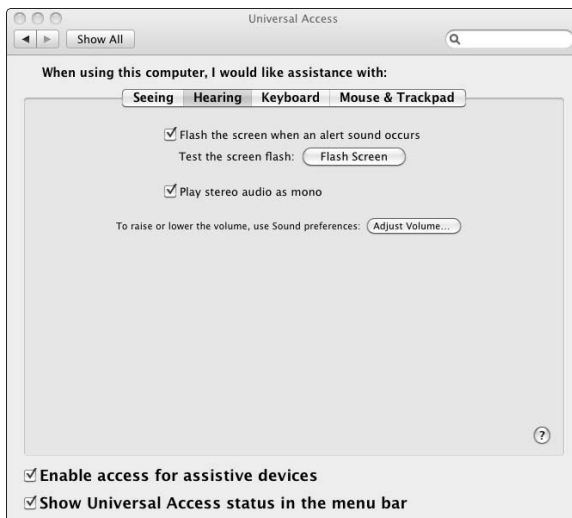 Universal Access
Show All
When using this computer, I would like assistance with:
Seeing Hearing Keyboard Mouse & Trackpad
Flash the screen when an alert sound occurs
Test the screen flash: Flash Screen
Play stereo audio as mono
To raise or lower the volume, use Sound preferences: Adjust Volume...
?
Enable access for assistive devices
Show Universal Access status in the menu bar